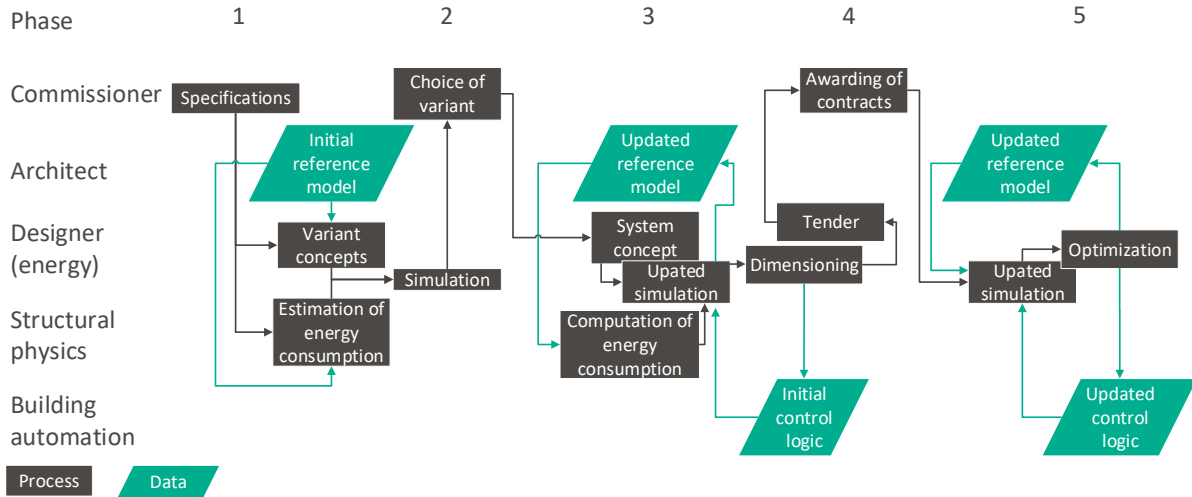 Phase
1
2
3
4
5
Commissioner
Specifications
Choice of
variant
Awarding of
contracts
Architect
Initial
reference
model
Updated
reference
model
Updated
reference
model
Designer
(energy)
Variant
concepts
Simulation
System
concept
Upated
simulation
Dimensioning
Tender
Upated
simulation
Optimization
Structural
physics
Estimation of
energy
consumption
Computation of
energy
consumption
Building
automation
Initial
control
logic
Updated
control
logic
Process
Data